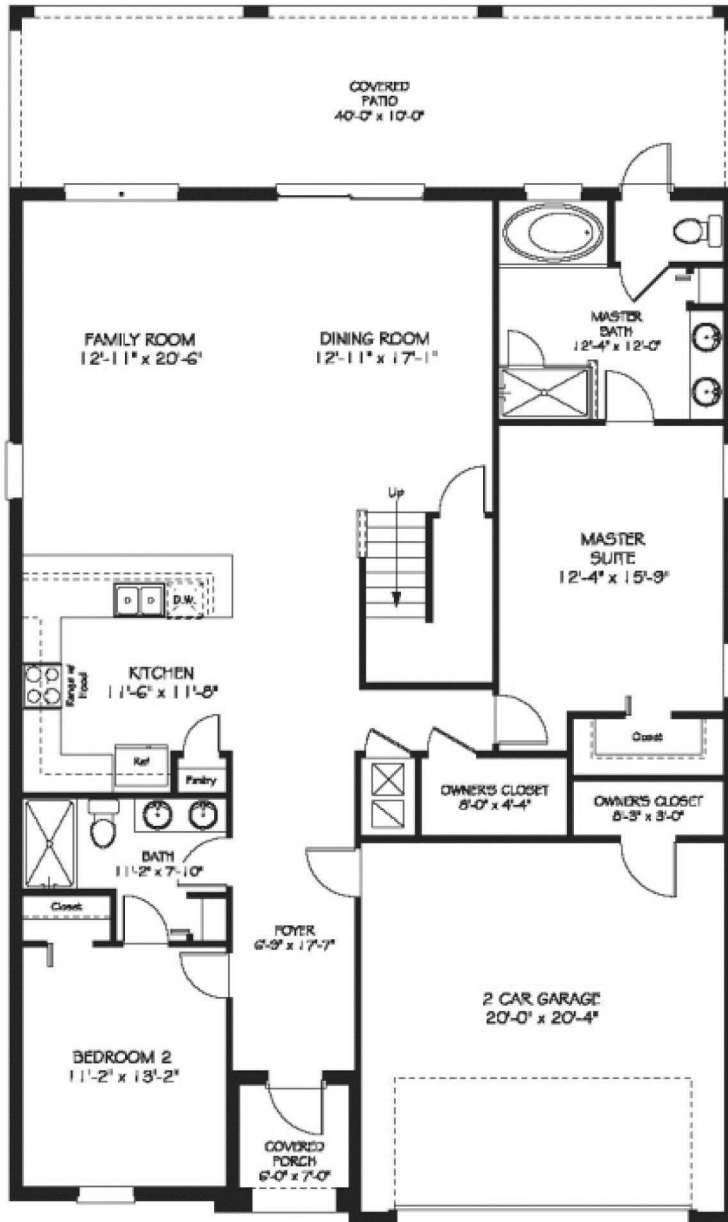 COVERED
PATIO
40'-0" x 10'-0"
FAMILY ROOM
12'-11" x 20'-6"
DINING ROOM
12'-11" x 17'-1"
MASTER
BATH
12'-4" x 12'-0"
Up
MASTER
SUITE
12'-4" x 15'-9"
D.W.
KITCHEN
11'-6" x 11'-8"
Range w/
Hood
Ref
Pantry
Closet
OWNER'S CLOSET
8'-0" x 4'-4"
OWNER'S CLOSET
8'-3" x 3'-0"
BATH
11'-2" x 7'-10"
Closet
FOYER
6'-9" x 17'-7"
2 CAR GARAGE
20'-0" x 20'-4"
BEDROOM 2
11'-2" x 13'-2"
COVERED
PORCH
6'-0" x 7'-0"